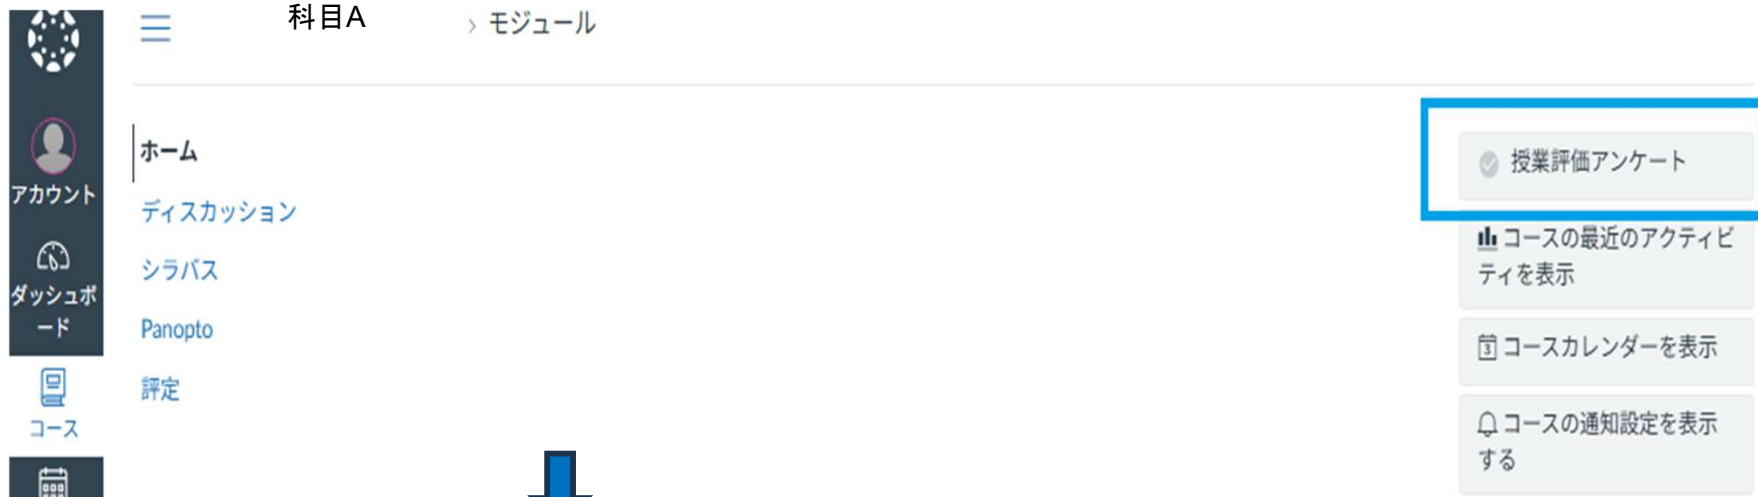 科目A
› モジュール
アカウント
ダッシュボ
ード
コース
ホーム
ディスカッション
シラバス
Panopto
評定
授業評価アンケート
コースの最近のアクティビ
ティを表示
3 コースカレンダーを表示
コースの通知設定を表示
する